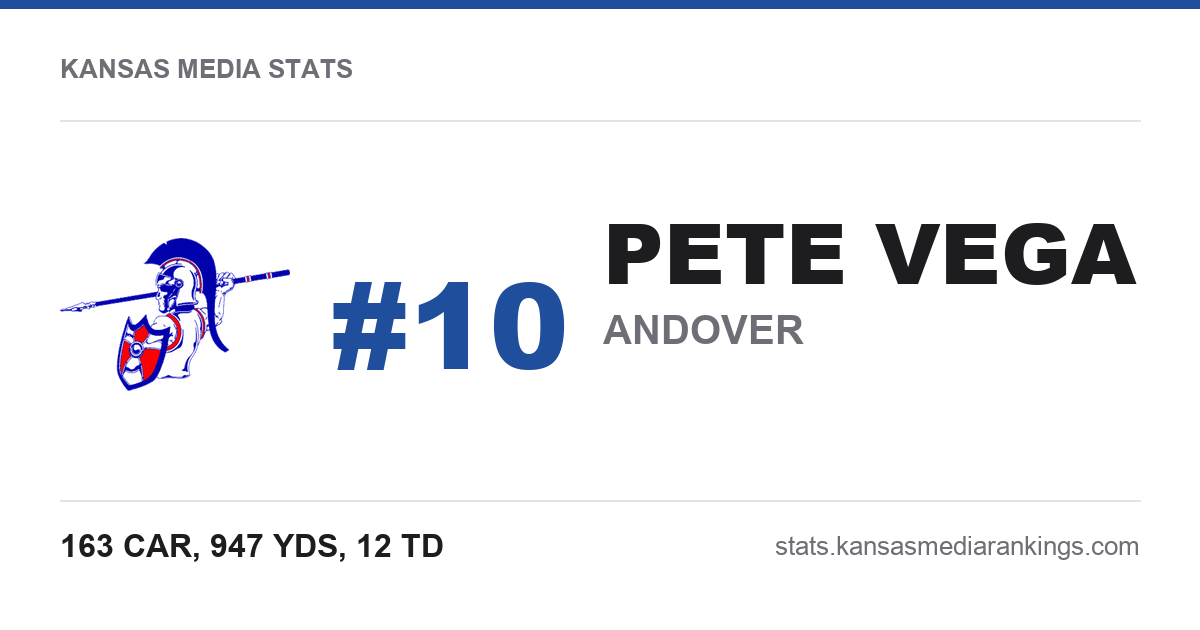 KANSAS MEDIA STATS
#10
PETE VEGA
ANDOVER
163 CAR, 947 YDS, 12 TD
stats.kansasmediarankings.com